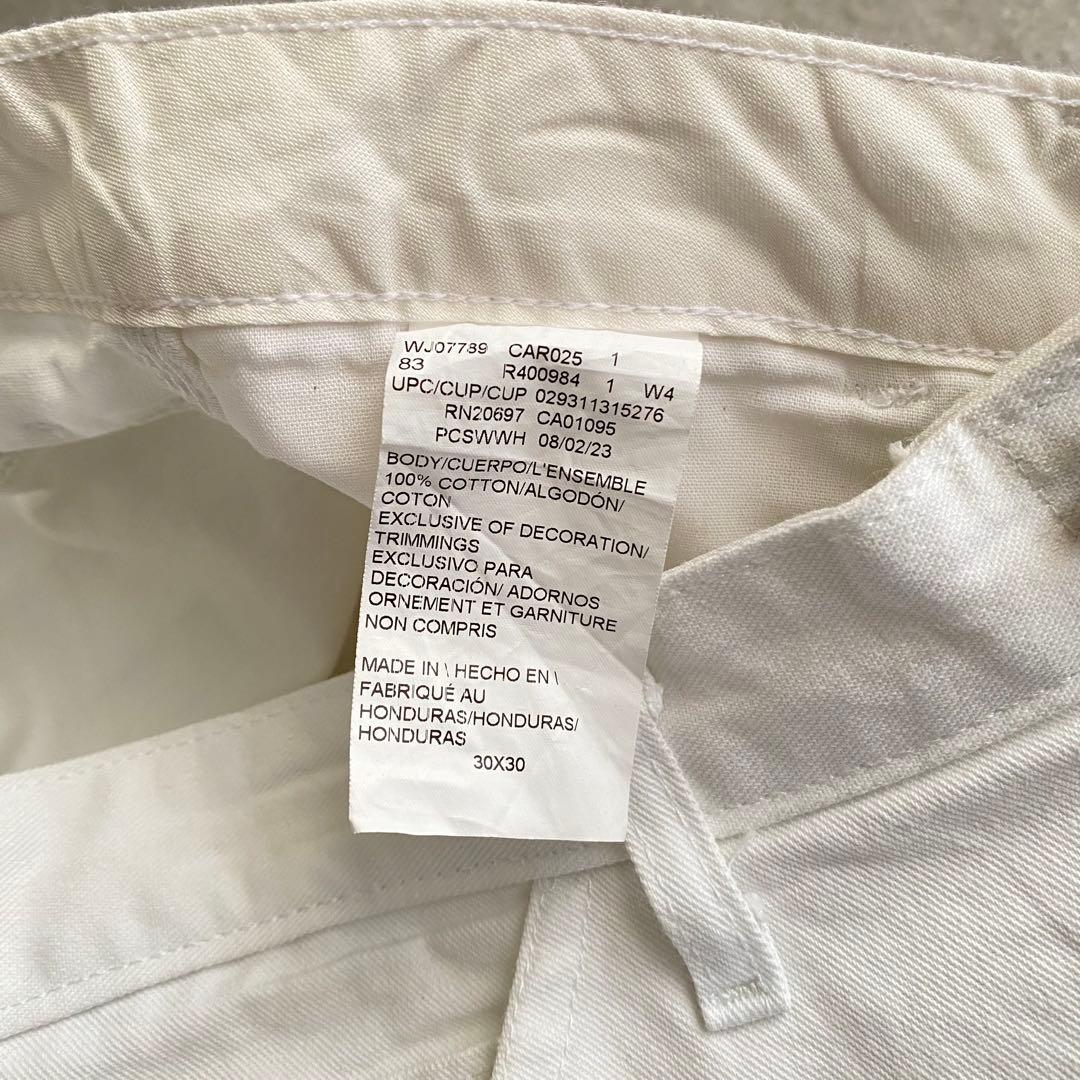 WJ07789 CAR025 1
83 R400984 1 W4
UPC/CUP/CUP 029311315276
RN20697 CA01095
PCSWWH 08/02/23
BODY/CUERPO/L'ENSEMBLE
100% COTTON/ALGODÓN/
COTON
EXCLUSIVE OF DECORATION/
TRIMMINGS
EXCLUSIVO PARA
DECORACIÓN/ ADORNOS
ORNEMENT ET GARNITURE
NON COMPRIS
MADE IN \ HECHO EN \
FABRIQUÉ AU
HONDURAS/HONDURAS/
HONDURAS
30X30